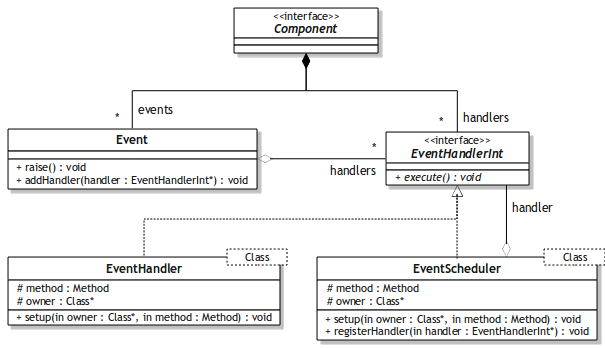 <<interface>>
Component
* events
* handlers
Event
+ raise() : void
+ addHandler(handler : EventHandlerInt*) : void
*
handlers
<<interface>>
EventHandlerInt
+ execute() : void
handler
Class
EventHandler
# method : Method
# owner : Class*
+ setup(in owner : Class*, in method : Method) : void
Class
EventScheduler
# method : Method
# owner : Class*
+ setup(in owner : Class*, in method : Method) : void
+ registerHandler(in handler : EventHandlerInt*) : void